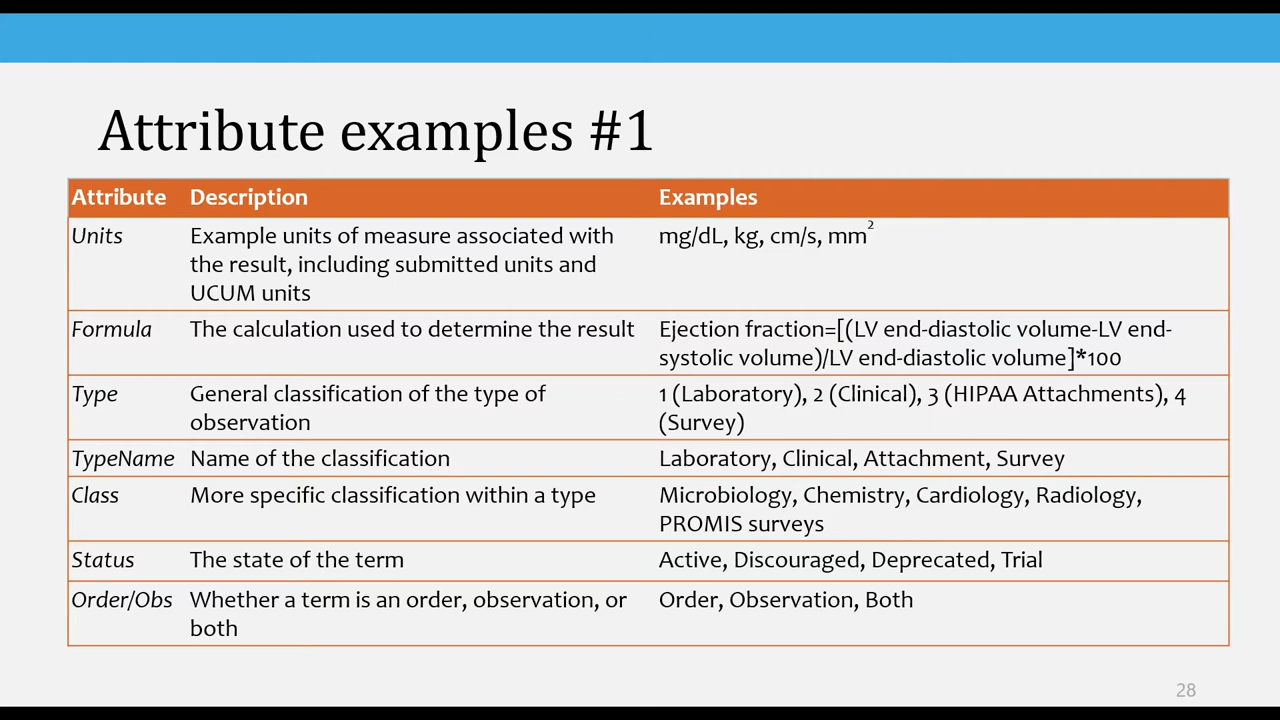 Attribute examples #1
Attribute Description Examples
Units Example units of measure associated with mg/dL, kg, cm/s, mm²
the result, including submitted units and
UCUM units
Formula The calculation used to determine the result Ejection fraction=[(LV end-diastolic volume-LV end-
systolic volume)/LV end-diastolic volume]*100
Type General classification of the type of 1 (Laboratory), 2 (Clinical), 3 (HIPAA Attachments), 4
observation (Survey)
TypeName Name of the classification Laboratory, Clinical, Attachment, Survey
Class More specific classification within a type Microbiology, Chemistry, Cardiology, Radiology,
PROMIS surveys
Status The state of the term Active, Discouraged, Deprecated, Trial
Order/Obs Whether a term is an order, observation, or Order, Observation, Both
both
28